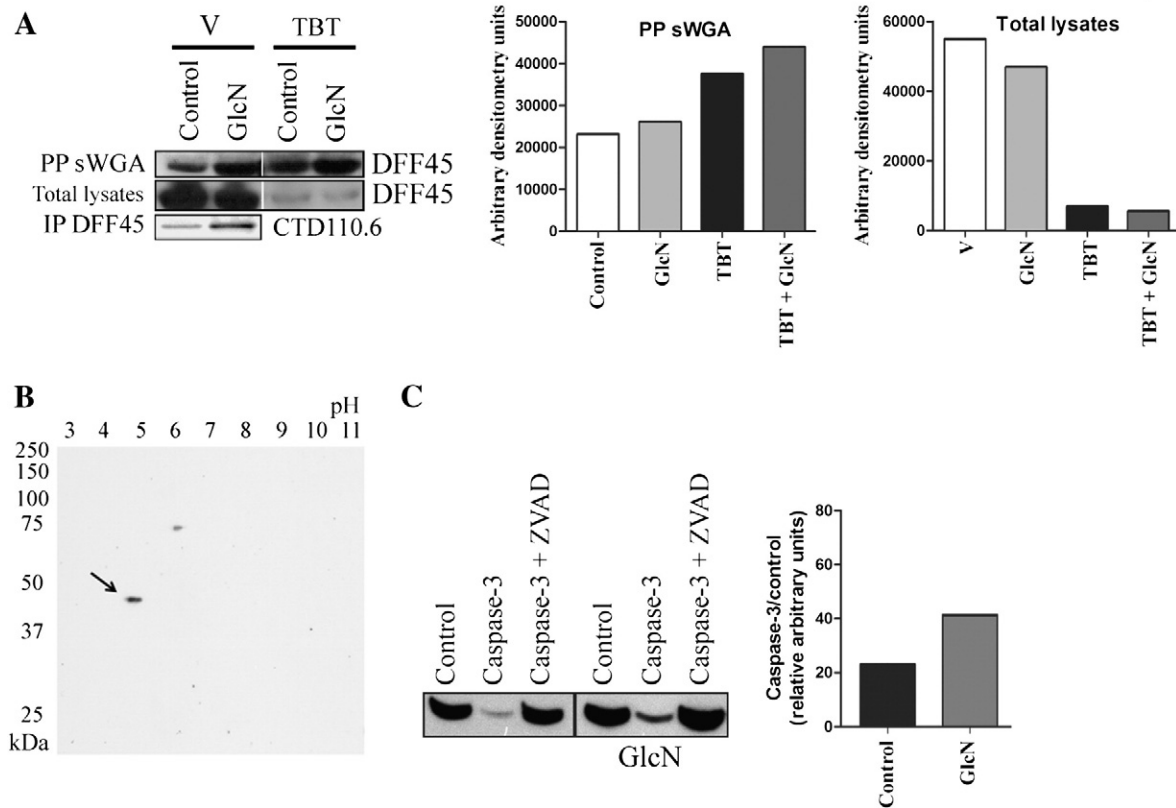 A
V
TBT
Control
GlcN
Control
GlcN
PP sWGA
DFF45
Total lysates
DFF45
IP DFF45
CTD110.6
PP sWGA
Arbitrary densitometry units
50000
40000
30000
20000
10000
0
Control
GlcN
TBT
TBT + GlcN
Total lysates
Arbitrary densitometry units
60000
40000
20000
0
V
GlcN
TBT
TBT + GlcN
B
pH
3 4 5 6 7 8 9 10 11
250
150
100
75
50
37
25
kDa
C
Control
Caspase-3
Caspase-3 + ZVAD
Control
Caspase-3
Caspase-3 + ZVAD
GlcN
Caspase-3/control
(relative arbitrary units)
80
60
40
20
0
Control
GlcN